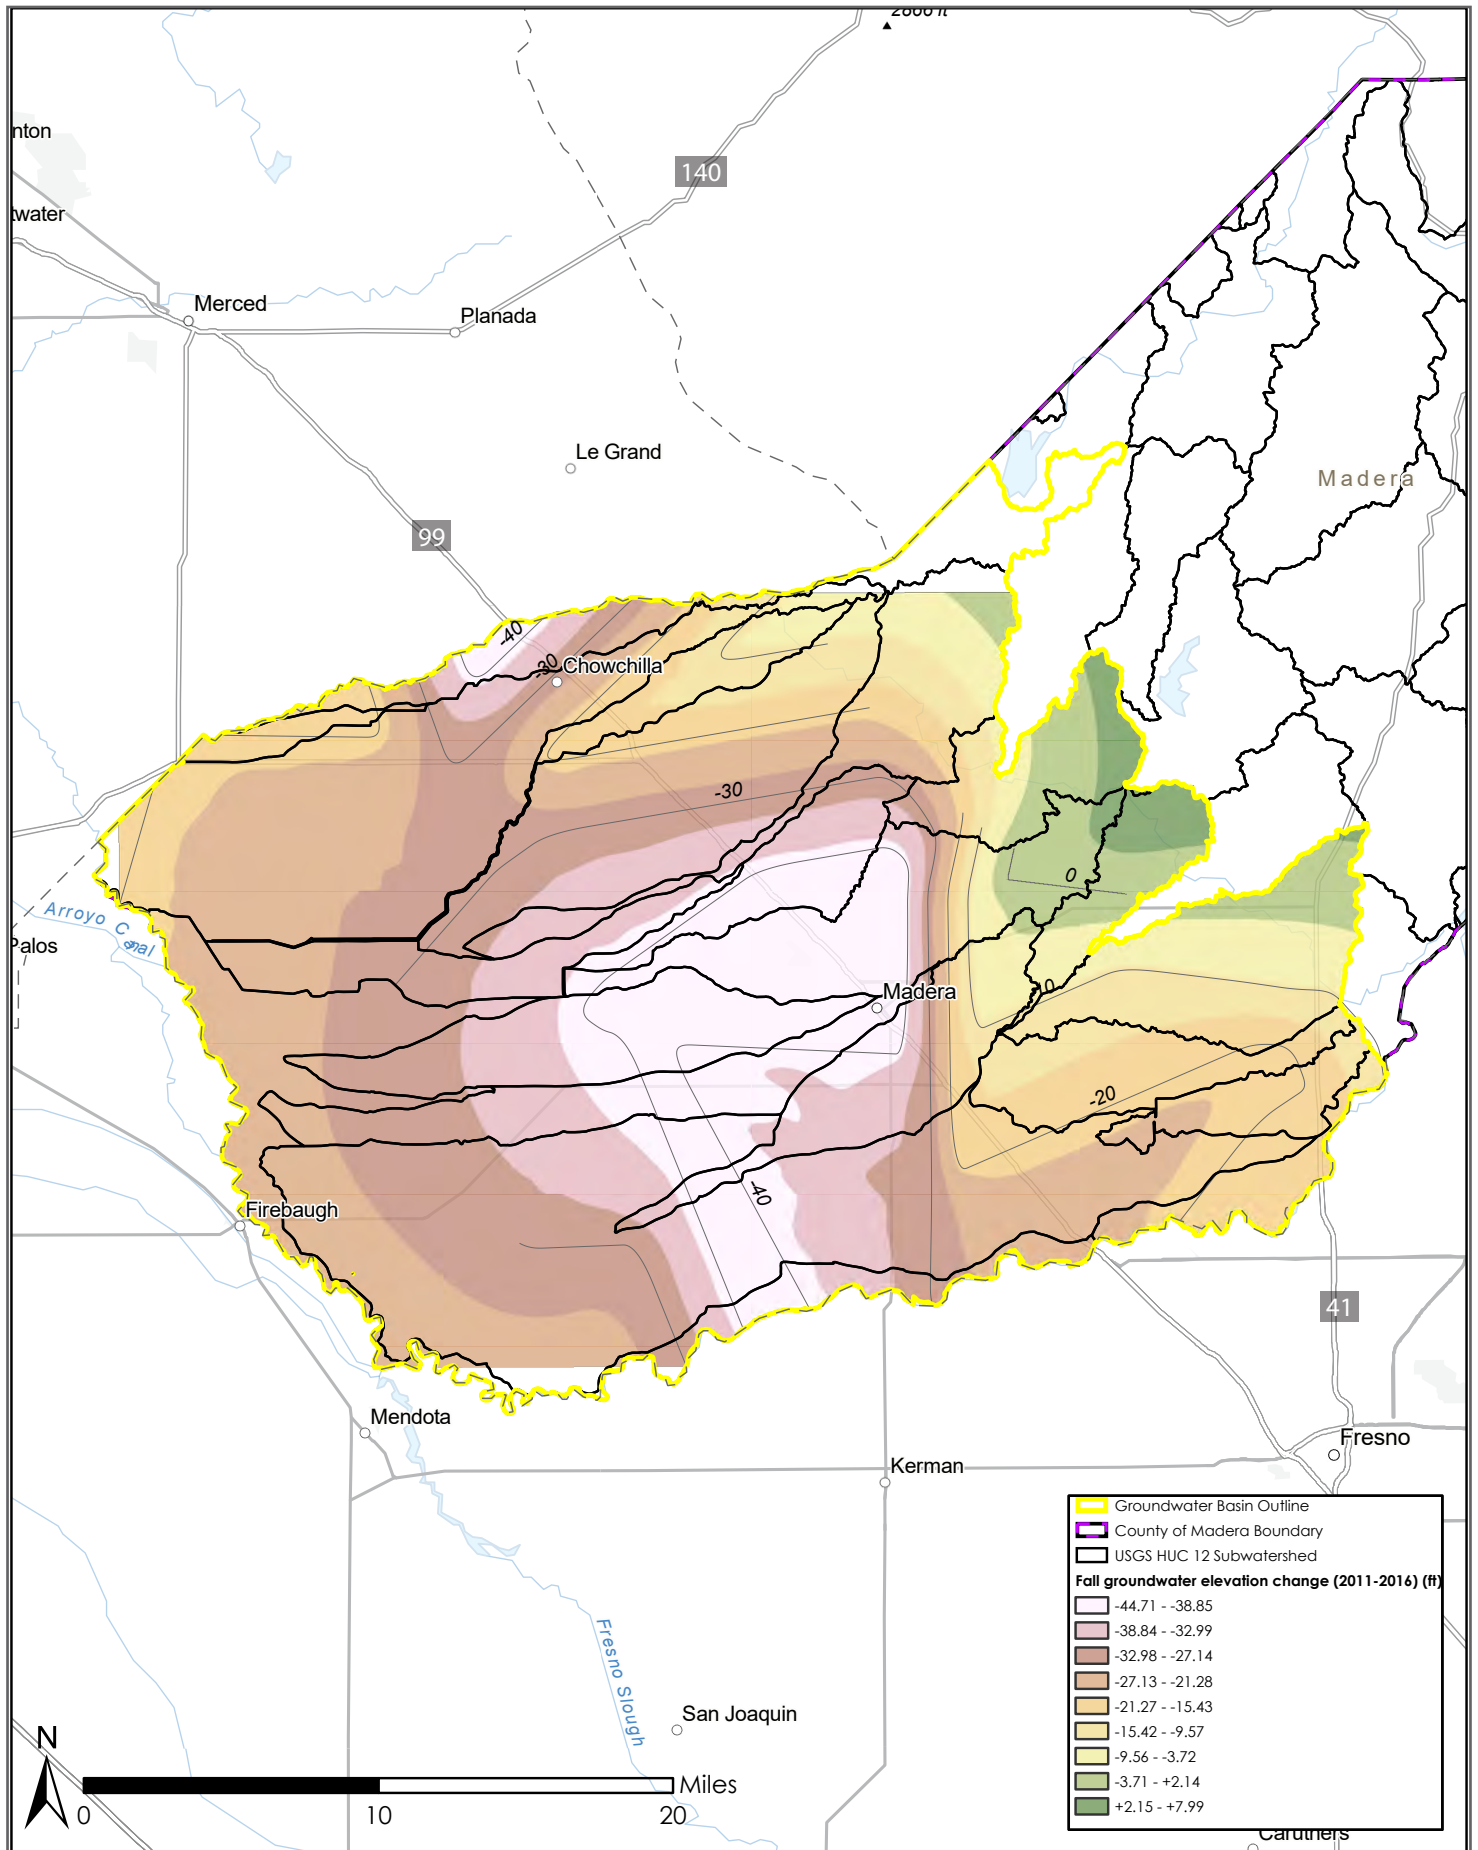 2866 ft
nton
140
twater
Merced
Planada
Le Grand
Madera
99
-40
-30
Chowchilla
-30
0
Arroyo Canal
Palos
Madera
-20
-40
Firebaugh
41
Mendota
Fresno
Kerman
Groundwater Basin Outline
County of Madera Boundary
USGS HUC 12 Subwatershed
Fall groundwater elevation change (2011-2016) (ft)
-44.71 - -38.85
-38.84 - -32.99
-32.98 - -27.14
-27.13 - -21.28
-21.27 - -15.43
-15.42 - -9.57
-9.56 - -3.72
-3.71 - +2.14
+2.15 - +7.99
Fresno Slough
San Joaquin
N
Miles
0 10 20
Caruthers